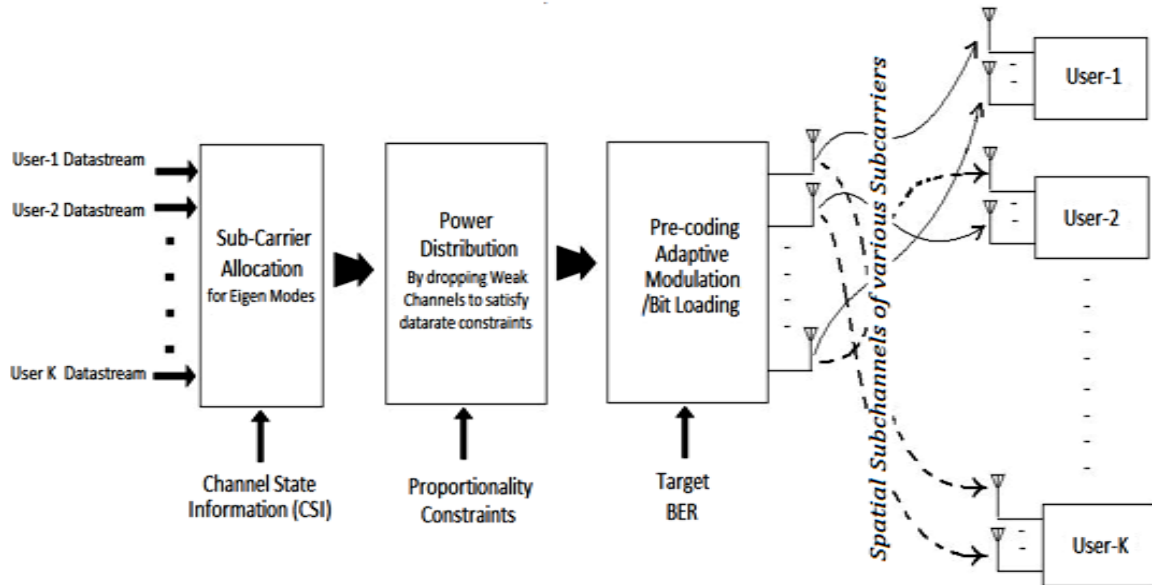 User-1 Datastream
User-2 Datastream
User K Datastream
Sub-Carrier
Allocation
for Eigen Modes
Channel State
Information (CSI)
Power
Distribution
By dropping Weak
Channels to satisfy
datarate constraints
Proportionality
Constraints
Pre-coding
Adaptive
Modulation
/Bit Loading
Target
BER
Spatial Subchannels of various Subcarriers
User-1
User-2
User-K